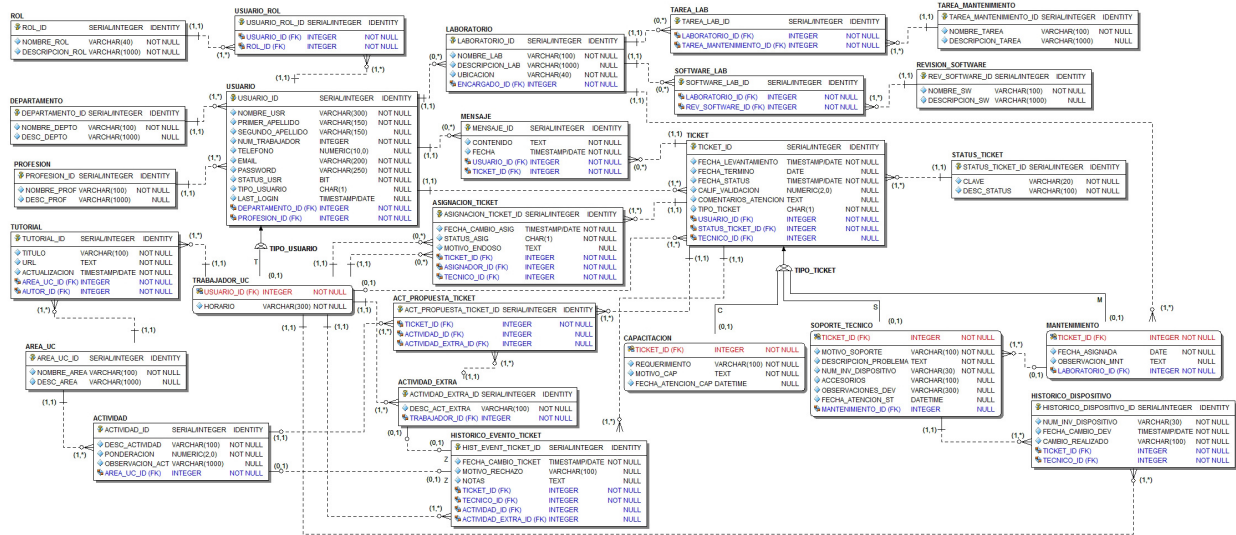 ROL
ROL_ID SERIAL/INTEGER IDENTITY
NOMBRE_ROL VARCHAR(40) NOT NULL
DESCRIPCION_ROL VARCHAR(1000) NULL
USUARIO_ROL
USUARIO_ROL_ID SERIAL/INTEGER IDENTITY
USUARIO_ID (FK) INTEGER NOT NULL
ROL_ID (FK) INTEGER NOT NULL
LABORATORIO
LABORATORIO_ID SERIAL/INTEGER IDENTITY
NOMBRE_LAB VARCHAR(100) NOT NULL
DESCRIPCION_LAB VARCHAR(1000) NULL
UBICACION VARCHAR(40) NOT NULL
ENCARGADO_ID (FK) INTEGER NOT NULL
TAREA_LAB
TAREA_LAB_ID SERIAL/INTEGER IDENTITY
LABORATORIO_ID (FK) INTEGER NOT NULL
TAREA_MANTENIMIENTO_ID (FK) INTEGER NOT NULL
TAREA_MANTENIMIENTO
TAREA_MANTENIMIENTO_ID SERIAL/INTEGER IDENTITY
NOMBRE_TAREA VARCHAR(100) NOT NULL
DESCRIPCION_TAREA VARCHAR(1000) NULL
SOFTWARE_LAB
SOFTWARE_LAB_ID SERIAL/INTEGER IDENTITY
LABORATORIO_ID (FK) INTEGER NOT NULL
REV_SOFTWARE_ID (FK) INTEGER NOT NULL
REVISION_SOFTWARE
REV_SOFTWARE_ID SERIAL/INTEGER IDENTITY
NOMBRE_SW VARCHAR(100) NOT NULL
DESCRIPCION_SW VARCHAR(1000) NULL
DEPARTAMENTO
DEPARTAMENTO_ID SERIAL/INTEGER IDENTITY
NOMBRE_DEPTO VARCHAR(100) NOT NULL
DESC_DEPTO VARCHAR(1000) NULL
USUARIO
USUARIO_ID SERIAL/INTEGER IDENTITY
NOMBRE_USR VARCHAR(300) NOT NULL
PRIMER_APELLIDO VARCHAR(150) NOT NULL
SEGUNDO_APELLIDO VARCHAR(150) NULL
NUM_TRABAJADOR INTEGER NOT NULL
TELEFONO NUMERIC(10,0) NULL
EMAIL VARCHAR(200) NOT NULL
PASSWORD VARCHAR(250) NOT NULL
STATUS_USR BIT NOT NULL
TIPO_USUARIO CHAR(1) NULL
LAST_LOGIN TIMESTAMP/DATE NULL
DEPARTAMENTO_ID (FK) INTEGER NOT NULL
PROFESION_ID (FK) INTEGER NOT NULL
MENSAJE
MENSAJE_ID SERIAL/INTEGER IDENTITY
CONTENIDO TEXT NOT NULL
FECHA TIMESTAMP/DATE NOT NULL
USUARIO_ID (FK) INTEGER NOT NULL
TICKET_ID (FK) INTEGER NOT NULL
TICKET
TICKET_ID SERIAL/INTEGER IDENTITY
FECHA_LEVANTAMIENTO TIMESTAMP/DATE NOT NULL
FECHA_TERMINO DATE NULL
FECHA_STATUS TIMESTAMP/DATE NOT NULL
CALIF_VALIDACION NUMERIC(2,0) NULL
COMENTARIOS_ATENCION TEXT NULL
TIPO_TICKET CHAR(1) NOT NULL
USUARIO_ID (FK) INTEGER NOT NULL
STATUS_TICKET_ID (FK) INTEGER NOT NULL
TECNICO_ID (FK) INTEGER NULL
STATUS_TICKET
STATUS_TICKET_ID SERIAL/INTEGER IDENTITY
CLAVE VARCHAR(20) NOT NULL
DESC_STATUS VARCHAR(100) NOT NULL
PROFESION
PROFESION_ID SERIAL/INTEGER IDENTITY
NOMBRE_PROF VARCHAR(100) NOT NULL
DESC_PROF VARCHAR(1000) NULL
ASIGNACION_TICKET
ASIGNACION_TICKET_ID SERIAL/INTEGER IDENTITY
FECHA_CAMBIO_ASIG TIMESTAMP/DATE NOT NULL
STATUS_ASIG CHAR(1) NOT NULL
MOTIVO_ENDOSO TEXT NULL
TICKET_ID (FK) INTEGER NOT NULL
ASIGNADOR_ID (FK) INTEGER NOT NULL
TECNICO_ID (FK) INTEGER NOT NULL
TUTORIAL
TUTORIAL_ID SERIAL/INTEGER IDENTITY
TITULO VARCHAR(100) NOT NULL
URL TEXT NOT NULL
ACTUALIZACION TIMESTAMP/DATE NOT NULL
AREA_UC_ID (FK) INTEGER NOT NULL
AUTOR_ID (FK) INTEGER NOT NULL
TIPO_USUARIO
T
(0,1)
TRABAJADOR_UC
USUARIO_ID (FK) INTEGER NOT NULL
HORARIO VARCHAR(300) NOT NULL
ACT_PROPUESTA_TICKET
ACT_PROPUESTA_TICKET_ID SERIAL/INTEGER IDENTITY
TICKET_ID (FK) INTEGER NOT NULL
ACTIVIDAD_ID (FK) INTEGER NULL
ACTIVIDAD_EXTRA_ID (FK) INTEGER NULL
TIPO_TICKET
C
S
M
CAPACITACION
TICKET_ID (FK) INTEGER NOT NULL
REQUERIMIENTO VARCHAR(100) NOT NULL
MOTIVO_CAP TEXT NOT NULL
FECHA_ATENCION_CAP DATETIME NULL
SOPORTE_TECNICO
TICKET_ID (FK) INTEGER NOT NULL
MOTIVO_SOPORTE VARCHAR(100) NOT NULL
DESCRIPCION_PROBLEMA TEXT NOT NULL
NUM_INV_DISPOSITIVO VARCHAR(30) NOT NULL
ACCESORIOS VARCHAR(100) NULL
OBSERVACIONES_DEV VARCHAR(300) NULL
FECHA_ATENCION_ST DATETIME NULL
MANTENIMIENTO_ID (FK) INTEGER NULL
MANTENIMIENTO
TICKET_ID (FK) INTEGER NOT NULL
FECHA_ASIGNADA DATE NOT NULL
OBSERVACION_MNT TEXT NULL
LABORATORIO_ID (FK) INTEGER NOT NULL
AREA_UC
AREA_UC_ID SERIAL/INTEGER IDENTITY
NOMBRE_AREA VARCHAR(100) NOT NULL
DESC_AREA VARCHAR(1000) NULL
ACTIVIDAD_EXTRA
ACTIVIDAD_EXTRA_ID SERIAL/INTEGER IDENTITY
DESC_ACT_EXTRA VARCHAR(100) NOT NULL
TRABAJADOR_ID (FK) INTEGER NOT NULL
HISTORICO_DISPOSITIVO
HISTORICO_DISPOSITIVO_ID SERIAL/INTEGER IDENTITY
NUM_INV_DISPOSITIVO VARCHAR(30) NOT NULL
FECHA_CAMBIO_DEV TIMESTAMP/DATE NOT NULL
CAMBIO_REALIZADO VARCHAR(100) NOT NULL
TICKET_ID (FK) INTEGER NOT NULL
TECNICO_ID (FK) INTEGER NOT NULL
ACTIVIDAD
ACTIVIDAD_ID SERIAL/INTEGER IDENTITY
DESC_ACTIVIDAD VARCHAR(100) NOT NULL
PONDERACION NUMERIC(2,0) NOT NULL
OBSERVACION_ACT VARCHAR(1000) NULL
AREA_UC_ID (FK) INTEGER NOT NULL
HISTORICO_EVENTO_TICKET
HIST_EVENT_TICKET_ID SERIAL/INTEGER IDENTITY
FECHA_CAMBIO_TICKET TIMESTAMP/DATE NOT NULL
MOTIVO_RECHAZO VARCHAR(100) NULL
NOTAS TEXT NULL
TICKET_ID (FK) INTEGER NOT NULL
TECNICO_ID (FK) INTEGER NOT NULL
ACTIVIDAD_ID (FK) INTEGER NULL
ACTIVIDAD_EXTRA_ID (FK) INTEGER NULL